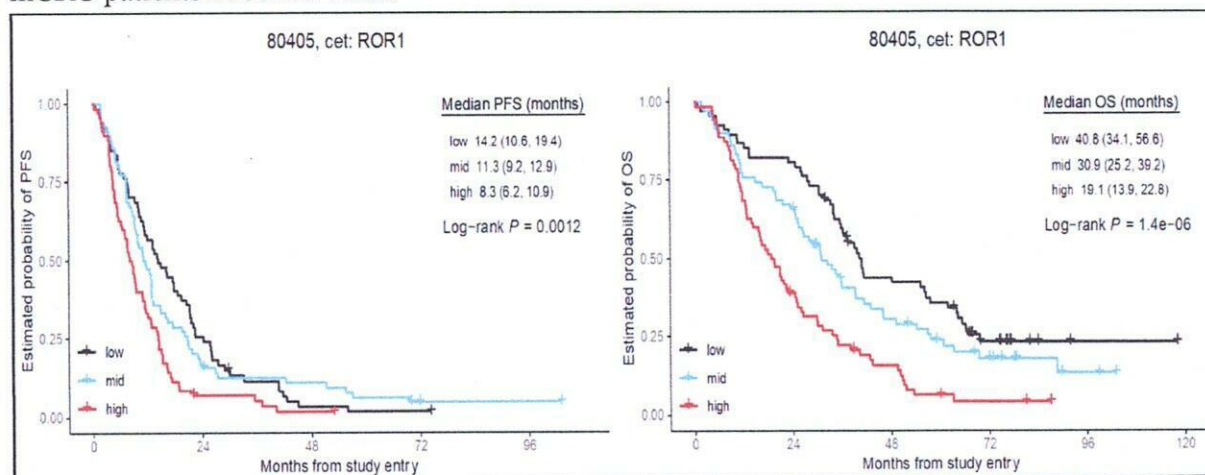 80405, cet: ROR1
Estimated probability of PFS
1.00
0.75
0.50
0.25
0.00
Median PFS (months)
low 14.2 (10.6, 19.4)
mid 11.3 (9.2, 12.9)
high 8.3 (6.2, 10.9)
Log-rank P = 0.0012
low
mid
high
0 24 48 72 96
Months from study entry
80405, cet: ROR1
Estimated probability of OS
1.00
0.75
0.50
0.25
0.00
Median OS (months)
low 40.8 (34.1, 56.6)
mid 30.9 (25.2, 39.2)
high 19.1 (13.9, 22.8)
Log-rank P = 1.4e-06
low
mid
high
0 24 48 72 96 120
Months from study entry